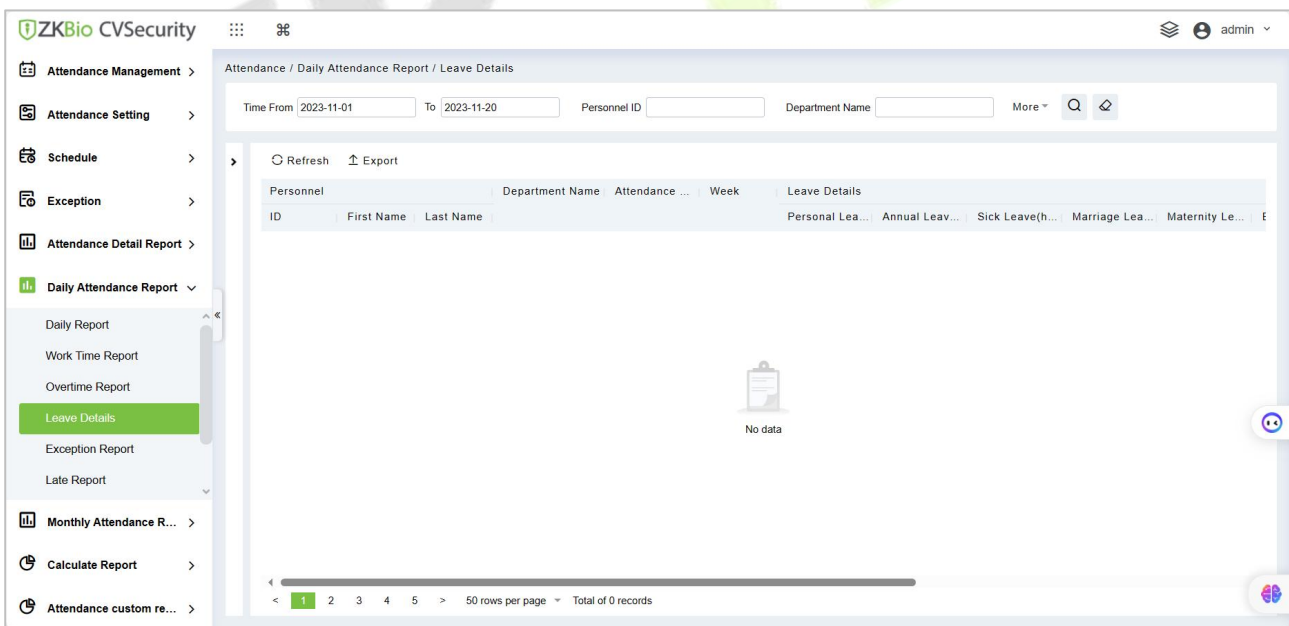 ZKBio CVSecurity
admin
Attendance Management
Attendance Setting
Schedule
Exception
Attendance Detail Report
Daily Attendance Report
Daily Report
Work Time Report
Overtime Report
Leave Details
Exception Report
Late Report
Monthly Attendance R...
Calculate Report
Attendance custom re...
Attendance / Daily Attendance Report / Leave Details
Time From 2023-11-01 To 2023-11-20 Personnel ID Department Name More
Refresh Export
Personnel Department Name Attendance ... Week Leave Details
ID First Name Last Name Personal Lea... Annual Leav... Sick Leave(h... Marriage Lea... Maternity Le...
No data
< 1 2 3 4 5 > 50 rows per page Total of 0 records